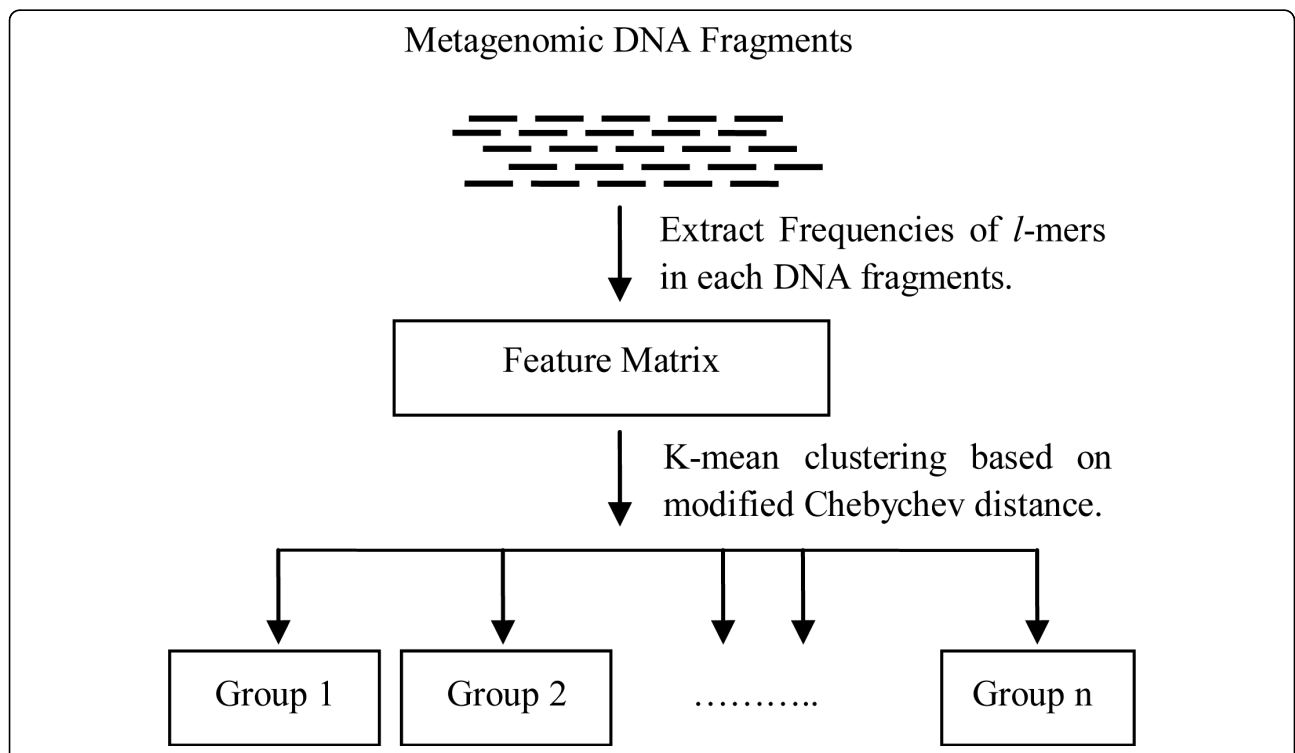 Metagenomic DNA Fragments
Extract Frequencies of l-mers
in each DNA fragments.
Feature Matrix
K-mean clustering based on
modified Chebychev distance.
Group 1
Group 2
………..
Group n